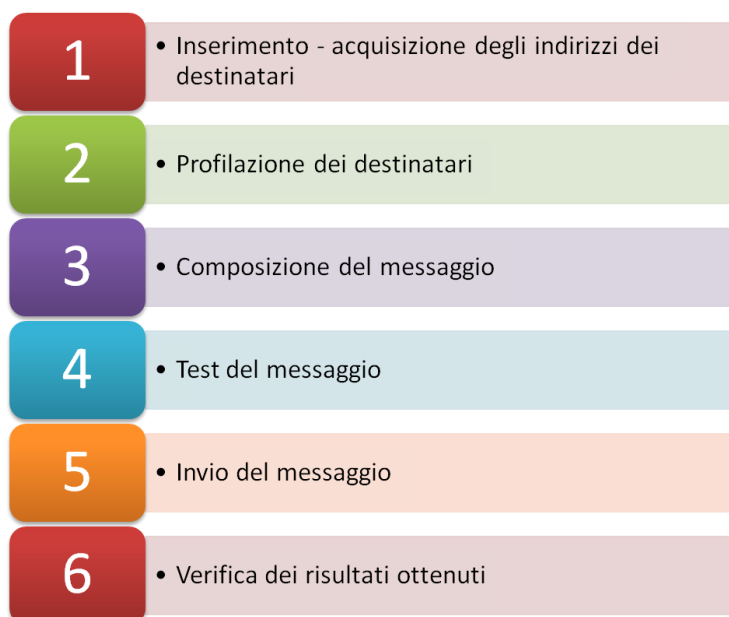 1
• Inserimento - acquisizione degli indirizzi dei
destinatari
2
• Profilazione dei destinatari
3
• Composizione del messaggio
4
• Test del messaggio
5
• Invio del messaggio
6
• Verifica dei risultati ottenuti